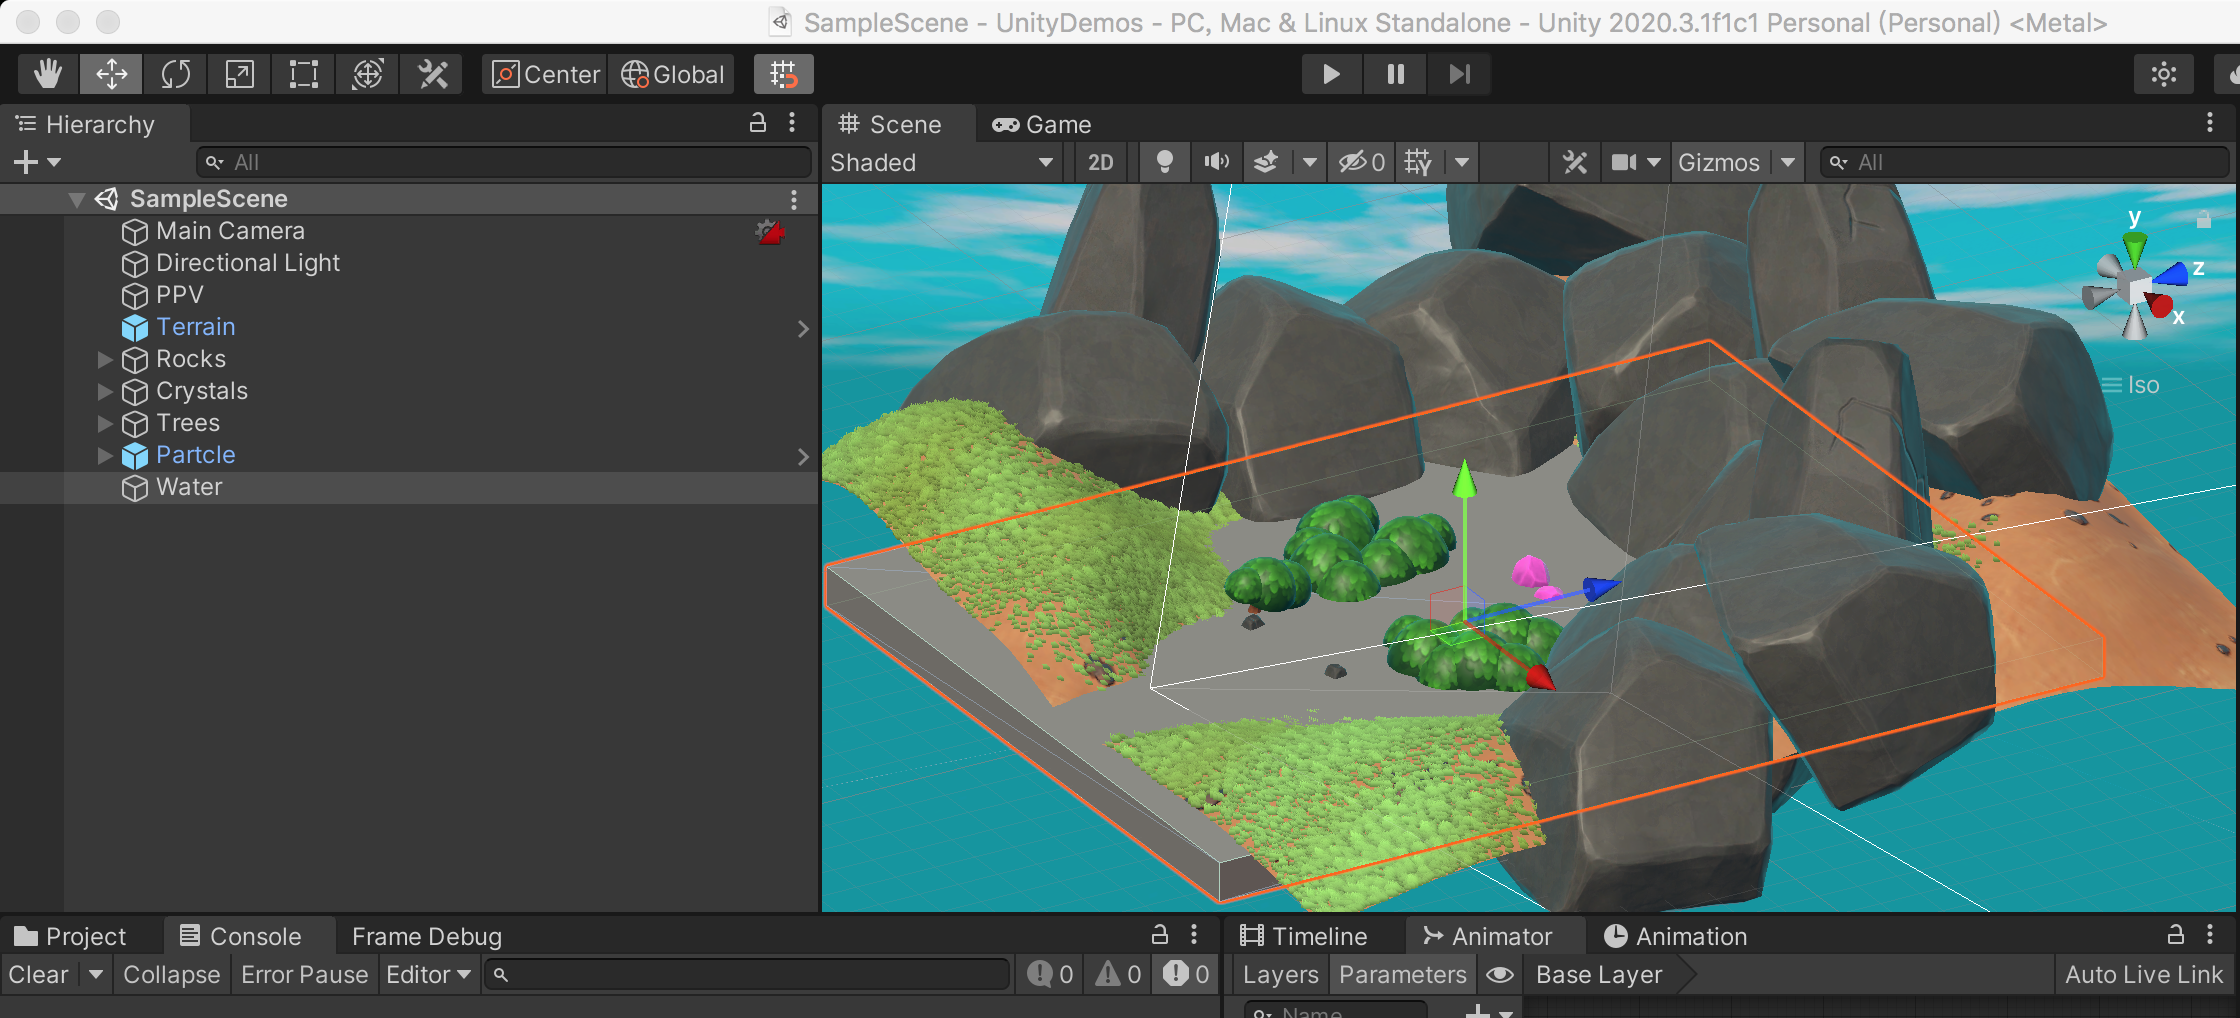 SampleScene - UnityDemos - PC, Mac & Linux Standalone - Unity 2020.3.1f1c1 Personal (Personal) <Metal>
Center Global
Hierarchy
All
SampleScene
Main Camera
Directional Light
PPV
Terrain
Rocks
Crystals
Trees
Partcle
Water
Scene Game
Shaded 2D 0 Gizmos All
y
z
x
Iso
Project Console Frame Debug
Clear Collapse Error Pause Editor 0 0 0
Timeline Animator Animation
Layers Parameters Base Layer Auto Live Link
Name